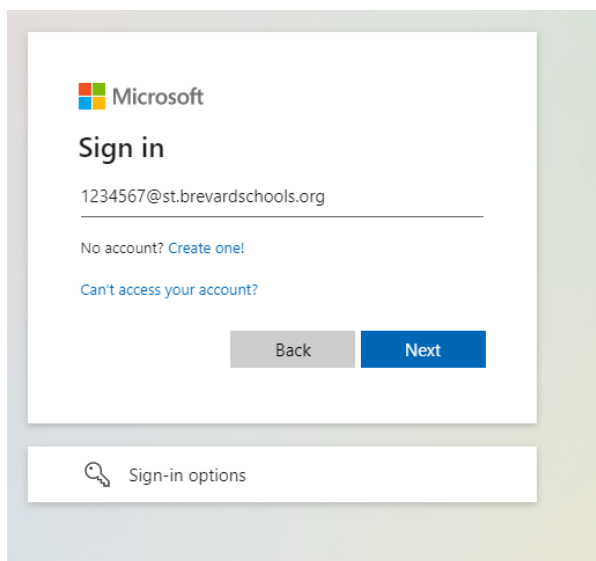 Microsoft
Sign in
1234567@st.brevardschools.org
No account? Create one!
Can't access your account?
Back Next
Sign-in options